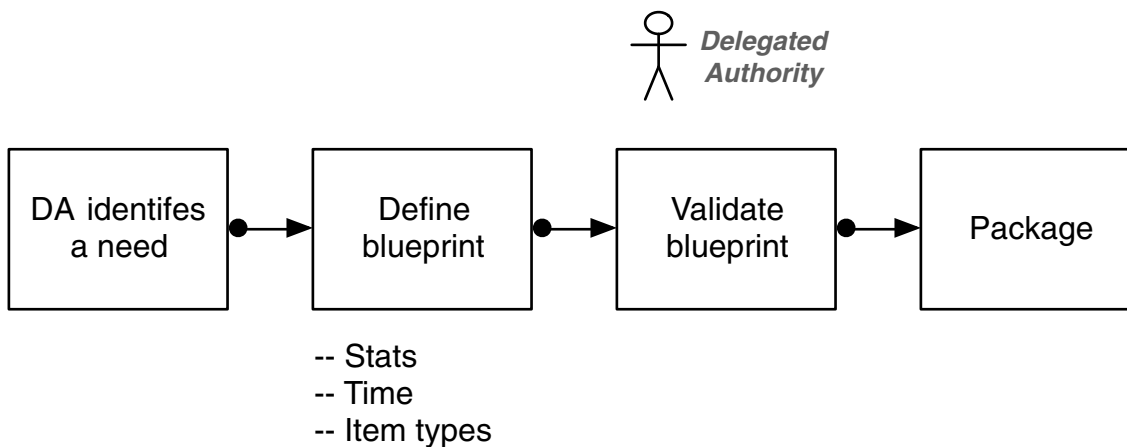 Delegated
Authority
DA identifes
a need
Define
blueprint
Validate
blueprint
Package
-- Stats
-- Time
-- Item types